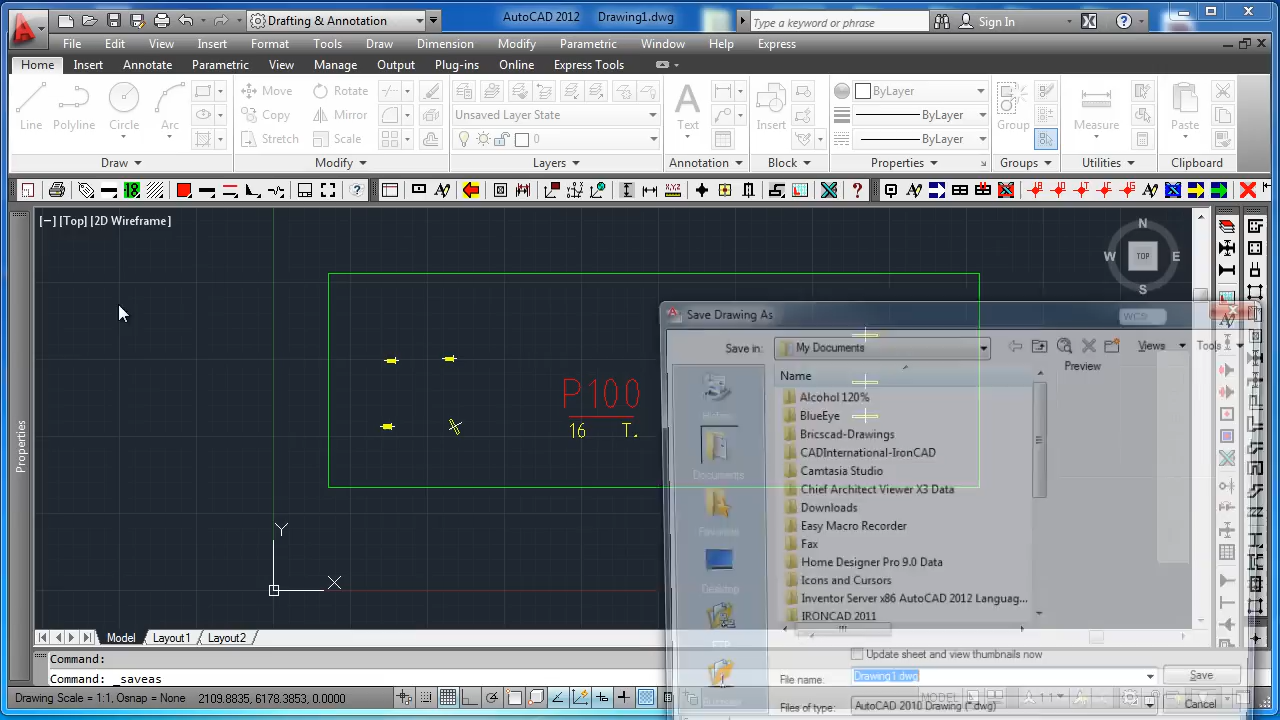 Drafting & Annotation
AutoCAD 2012 Drawing1.dwg
Type a keyword or phrase
Sign In
File Edit View Insert Format Tools Draw Dimension Modify Parametric Window Help Express
Home Insert Annotate Parametric View Manage Output Plug-ins Online Express Tools
Line Polyline Circle Arc
Move Rotate
Copy Mirror
Stretch Scale
Unsaved Layer State
0
Text Insert Group Measure Paste
ByLayer
ByLayer
ByLayer
Draw Modify Layers Annotation Block Properties Groups Utilities Clipboard
[−] [Top] [2D Wireframe]
N
W TOP E
S
WCS
P100
16 T.
Y
X
Properties
Save Drawing As
Save in: My Documents Views Tools
Preview
Name
Alcohol 120%
BlueEye
Bricscad-Drawings
CADInternational-IronCAD
Camtasia Studio
Chief Architect Viewer X3 Data
Downloads
Easy Macro Recorder
Fax
Home Designer Pro 9.0 Data
Icons and Cursors
Inventor Server x86 AutoCAD 2012 Languag...
IRONCAD 2011
History
Documents
Favorites
Desktop
Update sheet and view thumbnails now
File name: Drawing1.dwg Save
Files of type: AutoCAD 2010 Drawing (*.dwg) Cancel
Model Layout1 Layout2
Command:
Command: _saveas
Drawing Scale = 1:1, Osnap = None 2109.8835, 6178.3853, 0.0000
MODEL 1:1